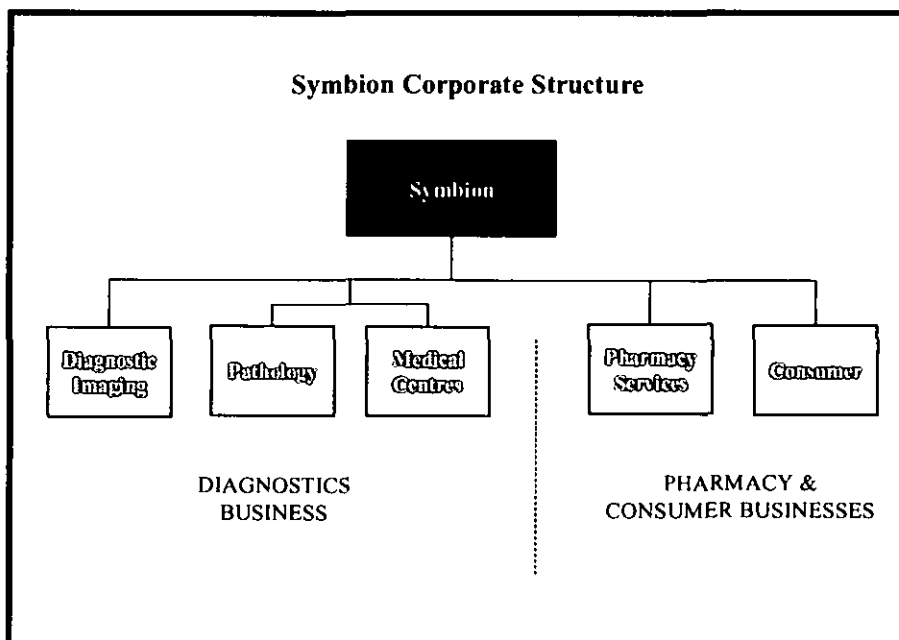 Symbion Corporate Structure
Symbion
Diagnostic
Imaging
Pathology
Medical
Centres
Pharmacy
Services
Consumer
DIAGNOSTICS
BUSINESS
PHARMACY &
CONSUMER BUSINESSES